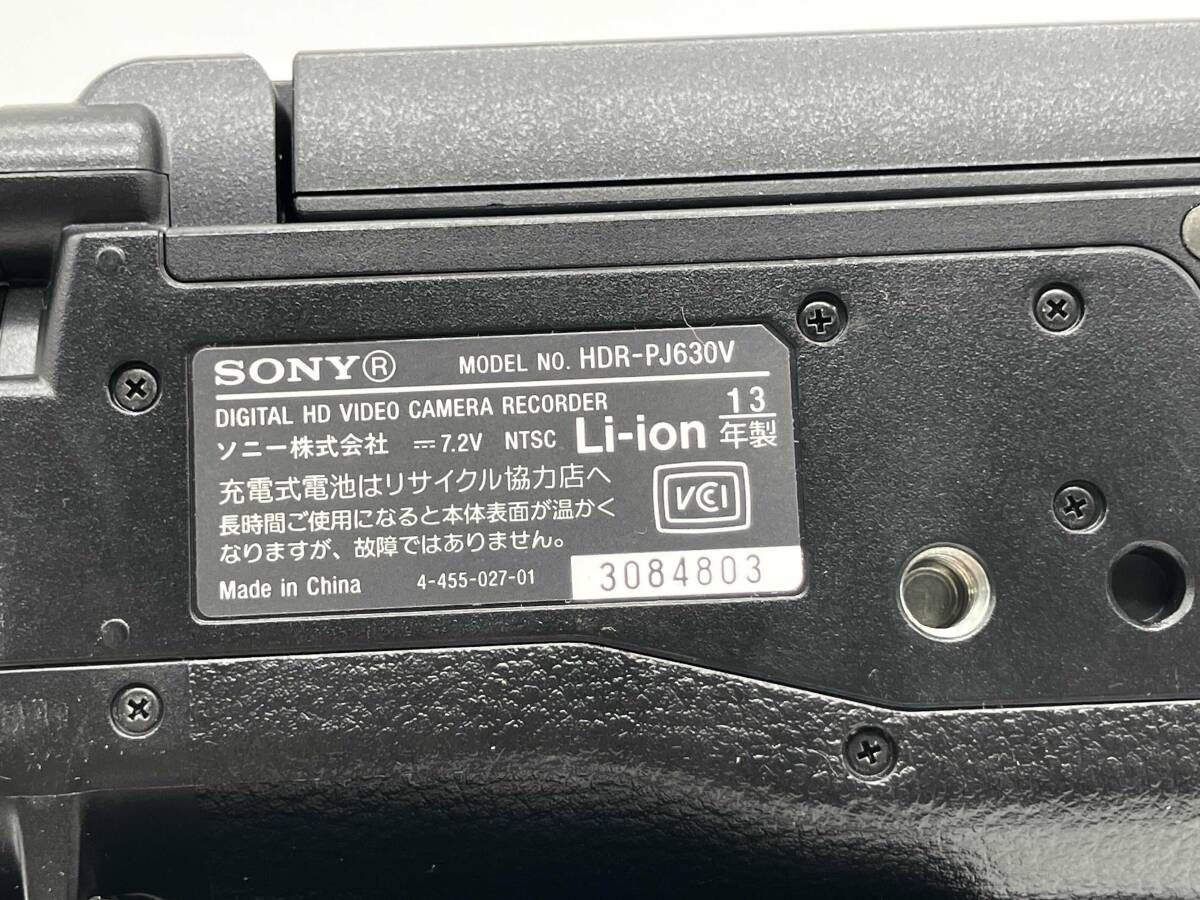 SONY® MODEL NO. HDR-PJ630V
DIGITAL HD VIDEO CAMERA RECORDER
ソニー株式会社 ⎓7.2V NTSC Li-ion 13年製
充電式電池はリサイクル協力店へ
長時間ご使用になると本体表面が温かく
なりますが、故障ではありません。
VCCI
Made in China 4-455-027-01 3084803